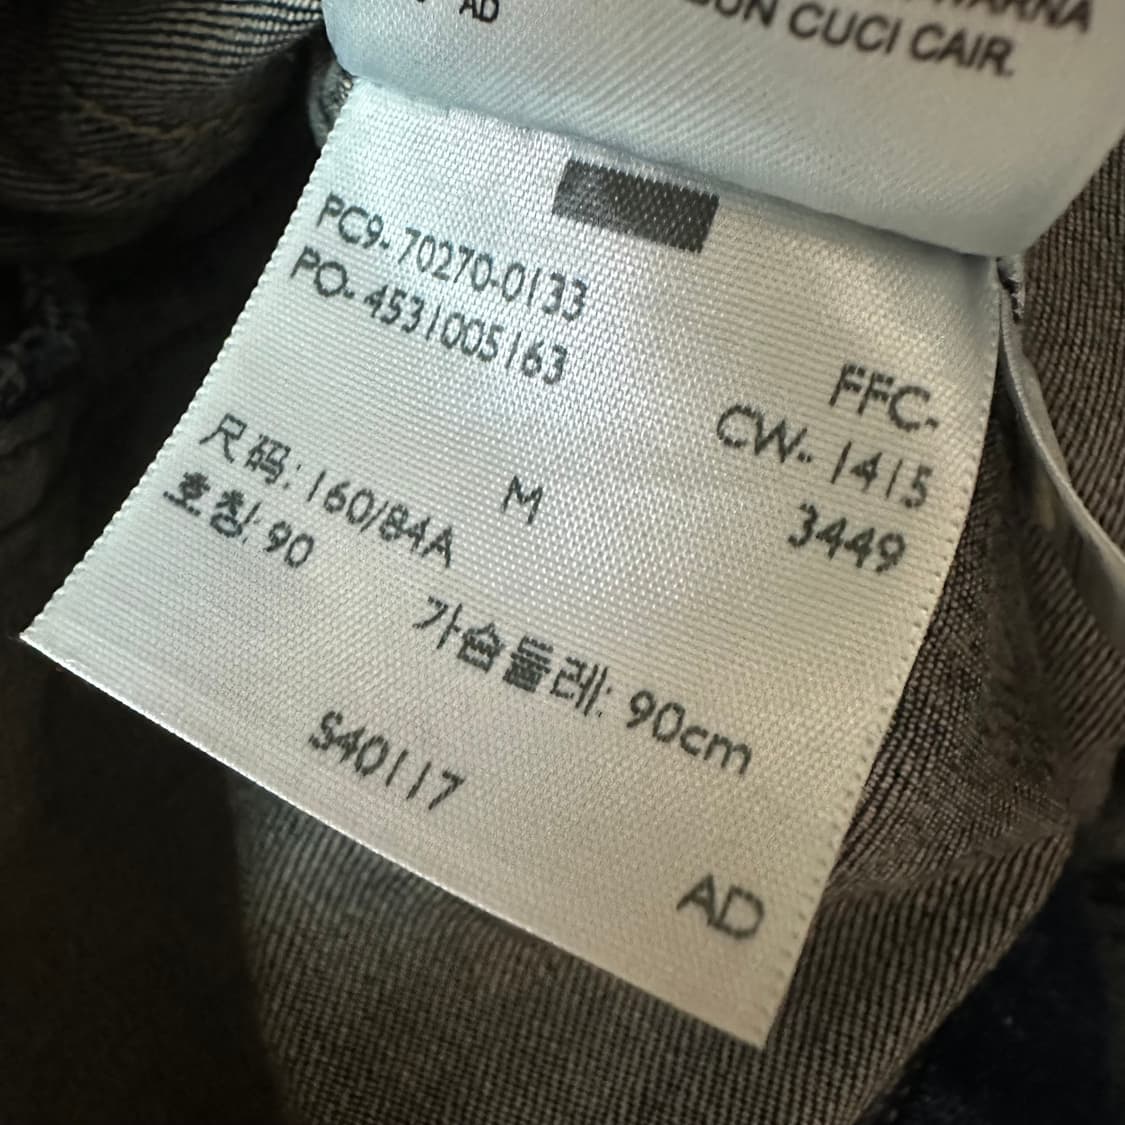 AD
CUCI CAIR.
PC9-70270-0133
PO-4531005163
FFC-
CW-1415
3449
M
尺码: 160/84A
호칭: 90
가슴둘레: 90cm
S40117
AD